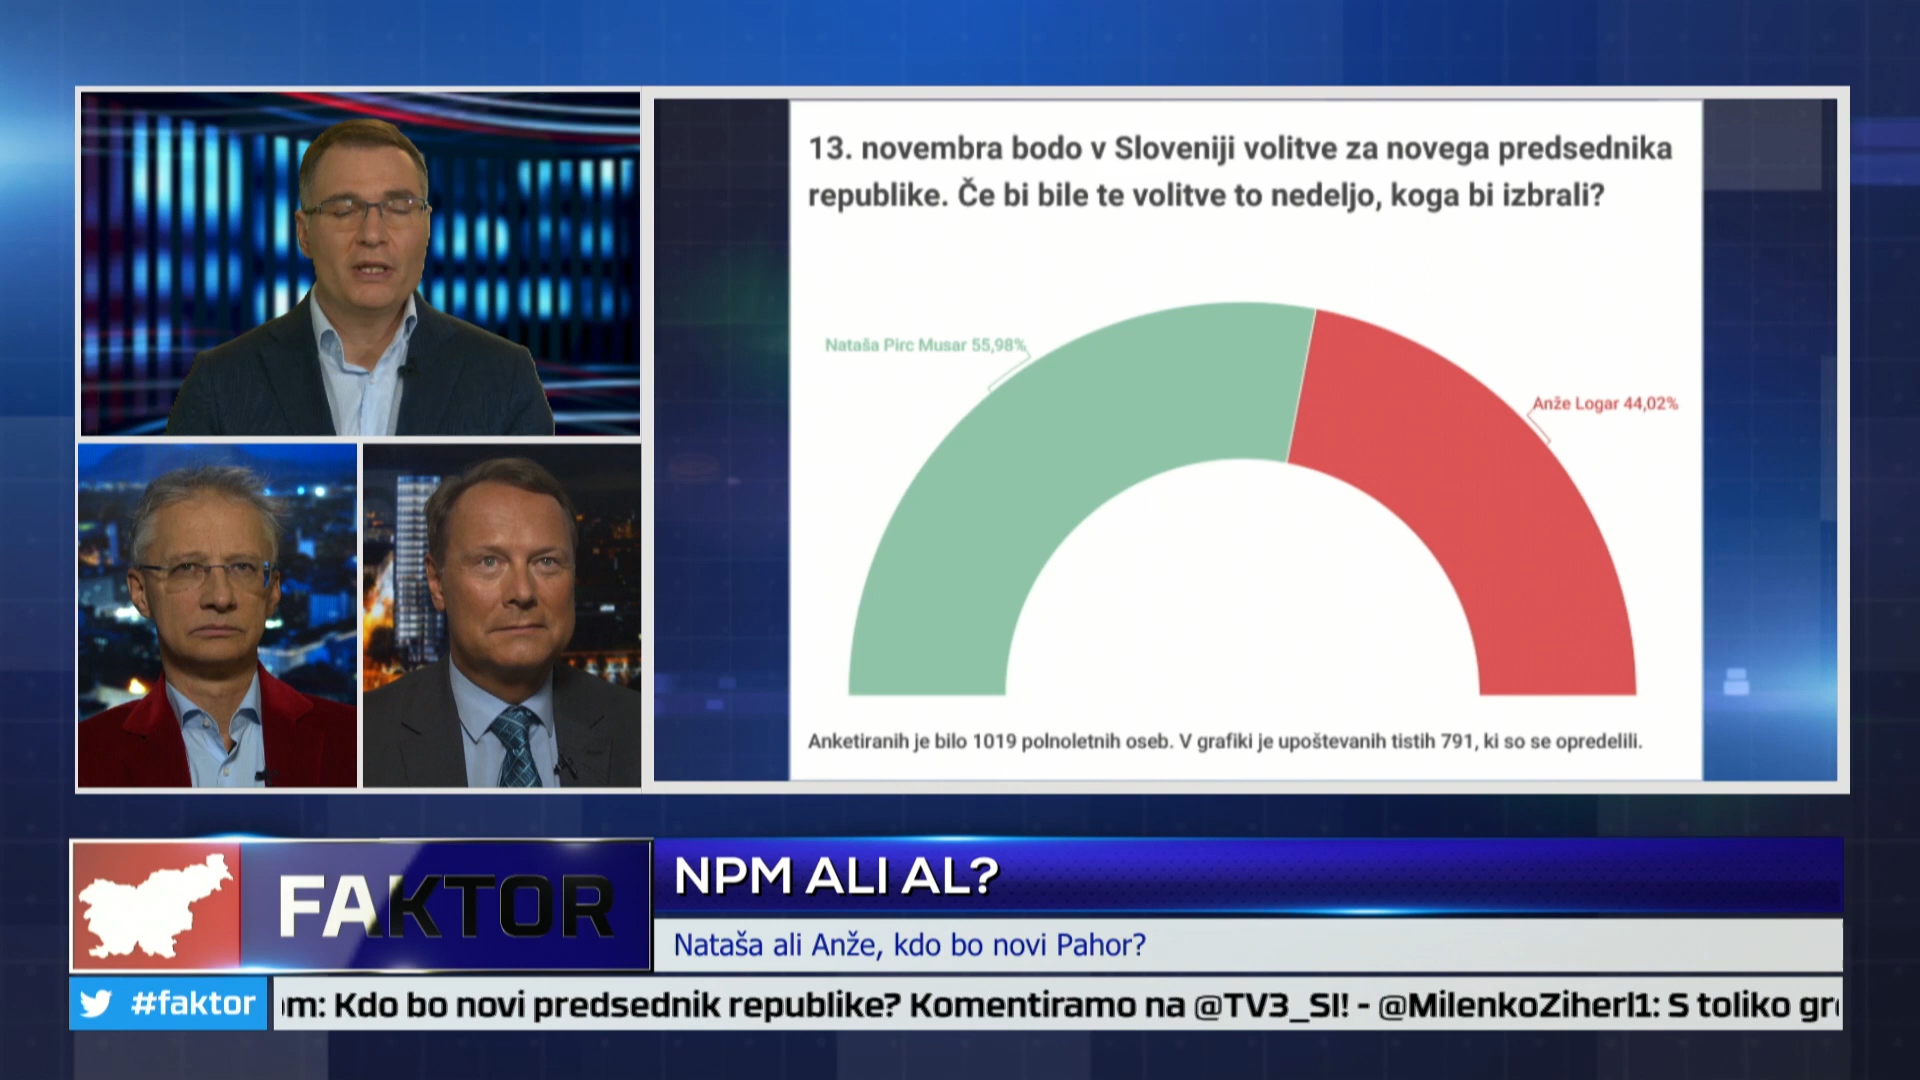 13. novembra bodo v Sloveniji volitve za novega predsednika
republike. Če bi bile te volitve to nedeljo, koga bi izbrali?
Nataša Pirc Musar 55,98%
Anže Logar 44,02%
Anketiranih je bilo 1019 polnoletnih oseb. V grafiki je upoštevanih tistih 791, ki so se opredelili.
FAKTOR
NPM ALI AL?
Nataša ali Anže, kdo bo novi Pahor?
#faktor
om: Kdo bo novi predsednik republike? Komentiramo na @TV3_SI! - @MilenkoZiherl1: S toliko gr